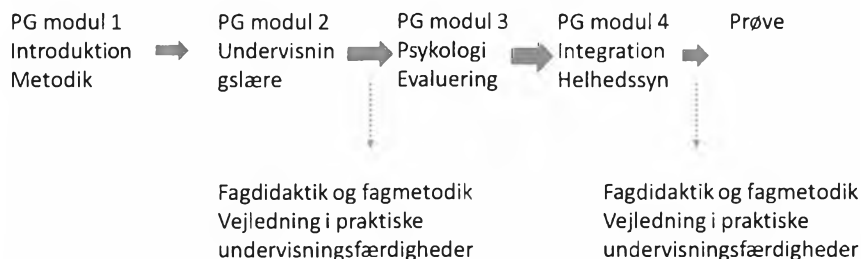 PG modul 1
Introduktion
Metodik
PG modul 2
Undervisnin
gslære
PG modul 3
Psykologi
Evaluering
PG modul 4
Integration
Helhedssyn
Prøve
Fagdidaktik og fagmetodik
Vejledning i praktiske
undervisningsfærdigheder
Fagdidaktik og fagmetodik
Vejledning i praktiske
undervisningsfærdigheder